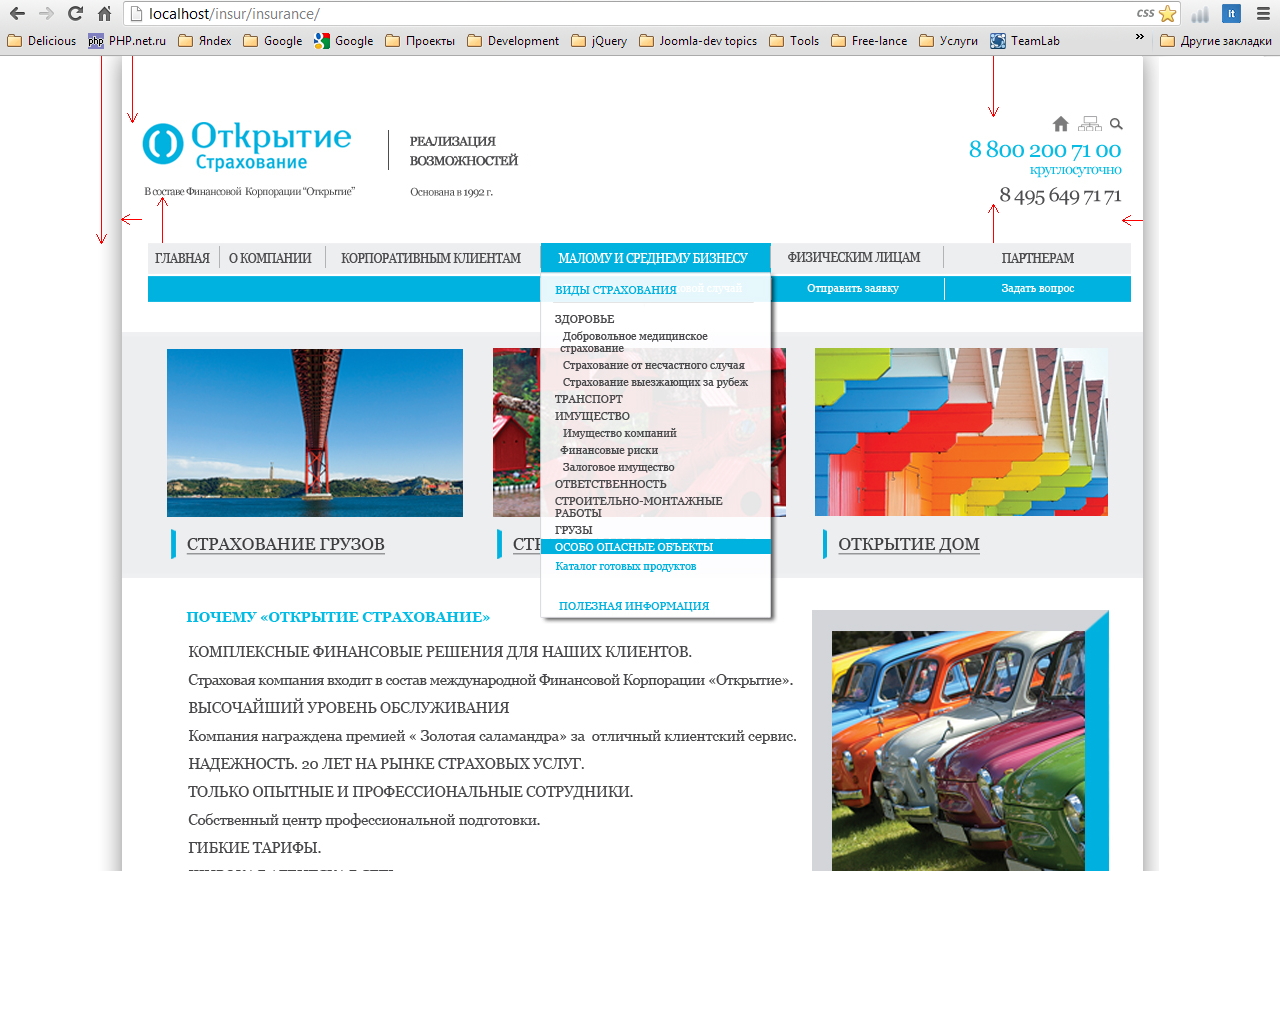 localhost/insur/insurance/
css
lt
Delicious
php PHP.net.ru
Яndex
Google
Google
Проекты
Development
jQuery
Joomla-dev topics
Tools
Free-lance
Услуги
TeamLab
»
Другие закладки
Открытие
Страхование
РЕАЛИЗАЦИЯ
ВОЗМОЖНОСТЕЙ
В составе Финансовой Корпорации "Открытие"
Основана в 1992 г.
8 800 200 71 00
круглосуточно
8 495 649 71 71
ГЛАВНАЯ
О КОМПАНИИ
КОРПОРАТИВНЫМ КЛИЕНТАМ
МАЛОМУ И СРЕДНЕМУ БИЗНЕСУ
ФИЗИЧЕСКИМ ЛИЦАМ
ПАРТНЕРАМ
ВИДЫ СТРАХОВАНИЯ
случай
Отправить заявку
Задать вопрос
ЗДОРОВЬЕ
Добровольное медицинское
страхование
Страхование от несчастного случая
Страхование выезжающих за рубеж
ТРАНСПОРТ
ИМУЩЕСТВО
Имущество компаний
Финансовые риски
Залоговое имущество
ОТВЕТСТВЕННОСТЬ
СТРОИТЕЛЬНО-МОНТАЖНЫЕ
РАБОТЫ
ГРУЗЫ
ОСОБО ОПАСНЫЕ ОБЪЕКТЫ
Каталог готовых продуктов
ПОЛЕЗНАЯ ИНФОРМАЦИЯ
СТРАХОВАНИЕ ГРУЗОВ
СТ
ОТКРЫТИЕ ДОМ
ПОЧЕМУ «ОТКРЫТИЕ СТРАХОВАНИЕ»
КОМПЛЕКСНЫЕ ФИНАНСОВЫЕ РЕШЕНИЯ ДЛЯ НАШИХ КЛИЕНТОВ.
Страховая компания входит в состав международной Финансовой Корпорации «Открытие».
ВЫСОЧАЙШИЙ УРОВЕНЬ ОБСЛУЖИВАНИЯ
Компания награждена премией « Золотая саламандра» за отличный клиентский сервис.
НАДЕЖНОСТЬ. 20 ЛЕТ НА РЫНКЕ СТРАХОВЫХ УСЛУГ.
ТОЛЬКО ОПЫТНЫЕ И ПРОФЕССИОНАЛЬНЫЕ СОТРУДНИКИ.
Собственный центр профессиональной подготовки.
ГИБКИЕ ТАРИФЫ.